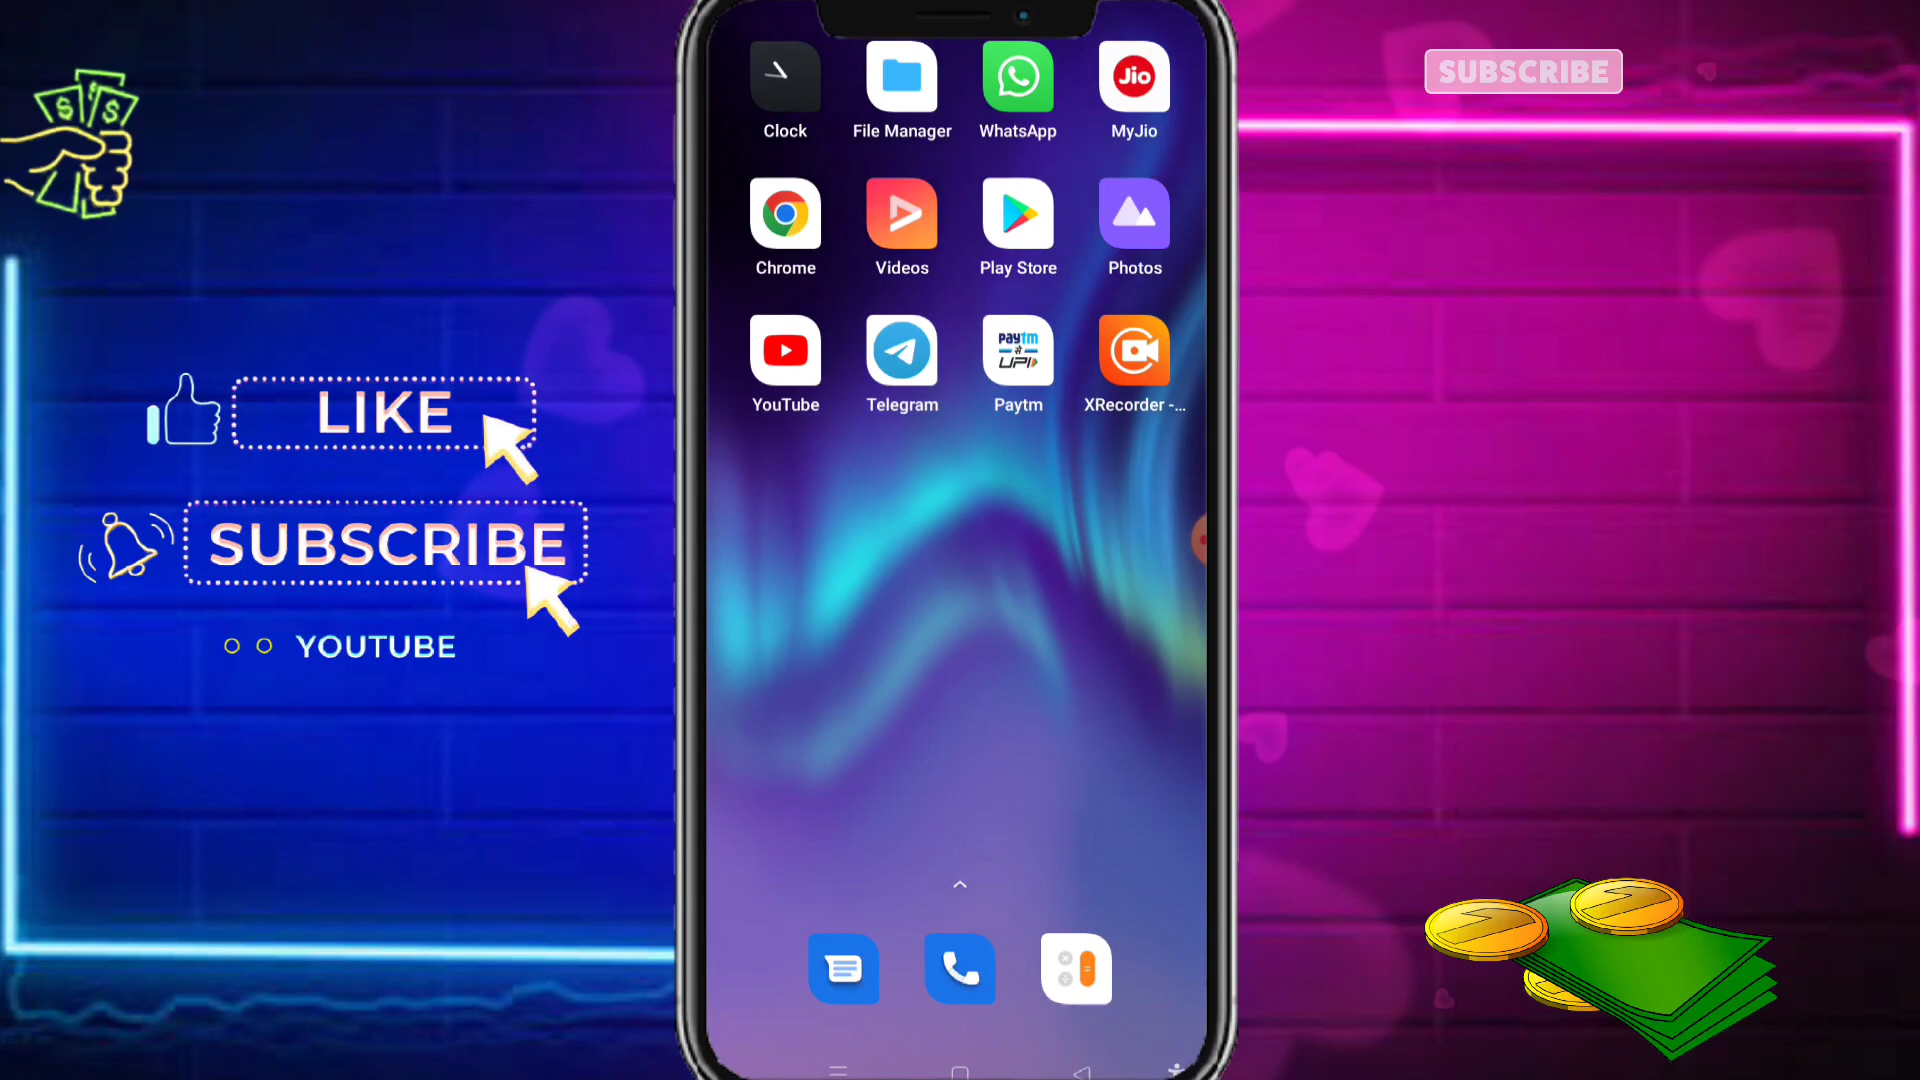 SUBSCRIBE
Clock File Manager WhatsApp MyJio
Jio
Chrome Videos Play Store Photos
paytm
से
UPI
YouTube Telegram Paytm XRecorder -...
LIKE
SUBSCRIBE
YOUTUBE